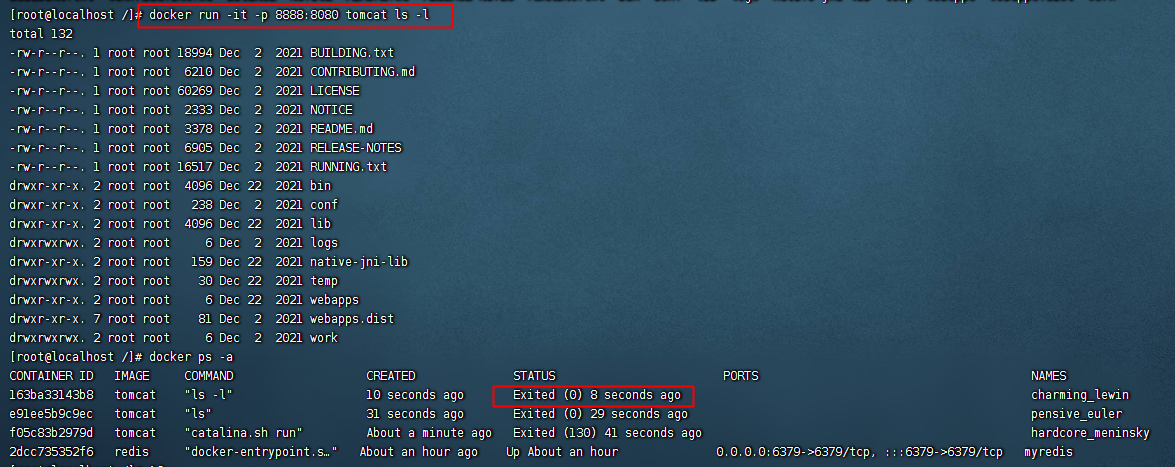 [root@localhost /]# docker run -it -p 8888:8080 tomcat ls -l
total 132
-rw-r--r--. 1 root root 18994 Dec  2  2021 BUILDING.txt
-rw-r--r--. 1 root root  6210 Dec  2  2021 CONTRIBUTING.md
-rw-r--r--. 1 root root 60269 Dec  2  2021 LICENSE
-rw-r--r--. 1 root root  2333 Dec  2  2021 NOTICE
-rw-r--r--. 1 root root  3378 Dec  2  2021 README.md
-rw-r--r--. 1 root root  6905 Dec  2  2021 RELEASE-NOTES
-rw-r--r--. 1 root root 16517 Dec  2  2021 RUNNING.txt
drwxr-xr-x. 2 root root  4096 Dec 22  2021 bin
drwxr-xr-x. 2 root root   238 Dec  2  2021 conf
drwxr-xr-x. 2 root root  4096 Dec 22  2021 lib
drwxrwxrwx. 2 root root     6 Dec  2  2021 logs
drwxr-xr-x. 2 root root   159 Dec 22  2021 native-jni-lib
drwxrwxrwx. 2 root root    30 Dec 22  2021 temp
drwxr-xr-x. 2 root root     6 Dec 22  2021 webapps
drwxr-xr-x. 7 root root    81 Dec  2  2021 webapps.dist
drwxrwxrwx. 2 root root     6 Dec  2  2021 work
[root@localhost /]# docker ps -a
CONTAINER ID   IMAGE     COMMAND                  CREATED              STATUS                        PORTS                                       NAMES
163ba33143b8   tomcat    "ls -l"                  10 seconds ago       Exited (0) 8 seconds ago                                                  charming_lewin
e91ee5b9c9ec   tomcat    "ls"                     31 seconds ago       Exited (0) 29 seconds ago                                                 pensive_euler
f05c83b2979d   tomcat    "catalina.sh run"        About a minute ago   Exited (130) 41 seconds ago                                               hardcore_meninsky
2dcc735352f6   redis     "docker-entrypoint.s…"   About an hour ago    Up About an hour              0.0.0.0:6379->6379/tcp, :::6379->6379/tcp   myredis